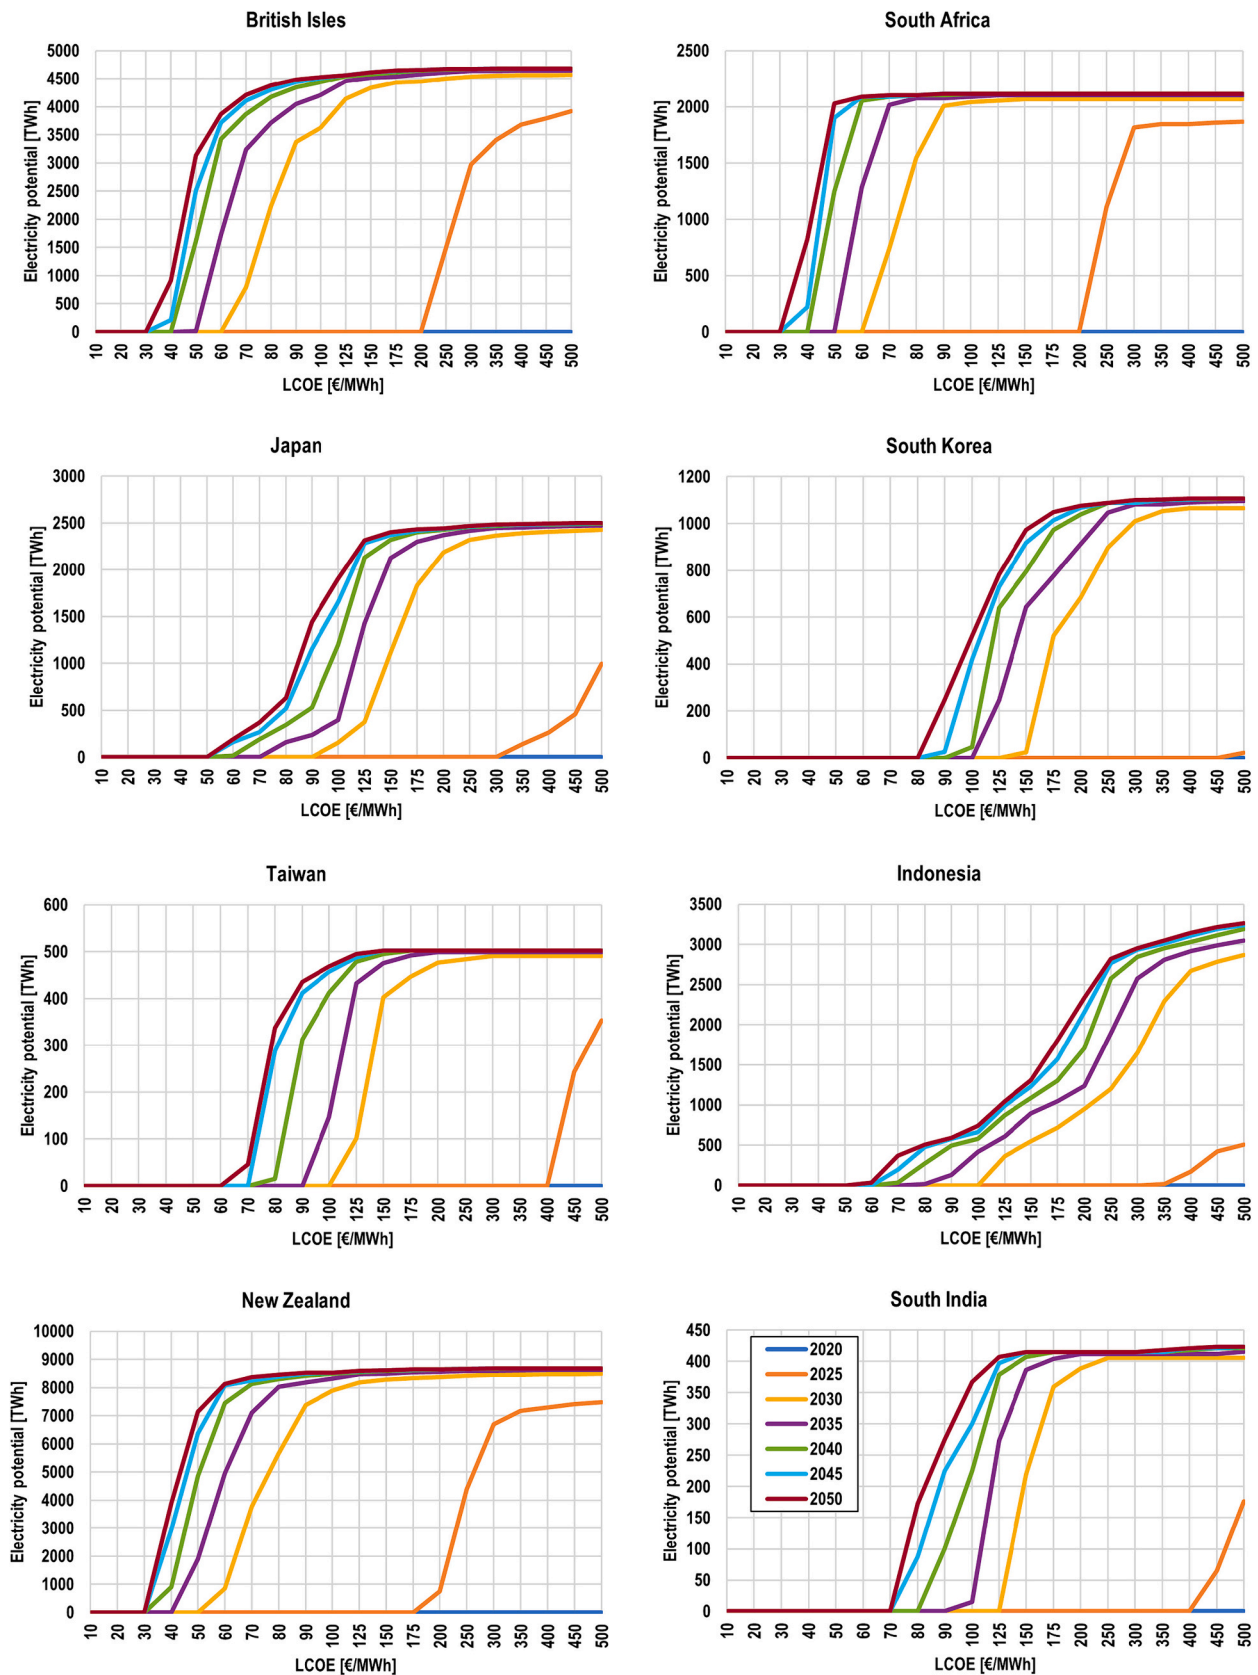 British Isles
Electricity potential [TWh]
5000
4500
4000
3500
3000
2500
2000
1500
1000
500
0
10 20 30 40 50 60 70 80 90 100 125 150 175 200 250 300 350 400 450 500
LCOE [€/MWh]
South Africa
Electricity potential [TWh]
2500
2000
1500
1000
500
0
10 20 30 40 50 60 70 80 90 100 125 150 175 200 250 300 350 400 450 500
LCOE [€/MWh]
Japan
Electricity potential [TWh]
3000
2500
2000
1500
1000
500
0
10 20 30 40 50 60 70 80 90 100 125 150 175 200 250 300 350 400 450 500
LCOE [€/MWh]
South Korea
Electricity potential [TWh]
1200
1000
800
600
400
200
0
10 20 30 40 50 60 70 80 90 100 125 150 175 200 250 300 350 400 450 500
LCOE [€/MWh]
Taiwan
Electricity potential [TWh]
600
500
400
300
200
100
0
10 20 30 40 50 60 70 80 90 100 125 150 175 200 250 300 350 400 450 500
LCOE [€/MWh]
Indonesia
Electricity potential [TWh]
3500
3000
2500
2000
1500
1000
500
0
10 20 30 40 50 60 70 80 90 100 125 150 175 200 250 300 350 400 450 500
LCOE [€/MWh]
New Zealand
Electricity potential [TWh]
10000
9000
8000
7000
6000
5000
4000
3000
2000
1000
0
10 20 30 40 50 60 70 80 90 100 125 150 175 200 250 300 350 400 450 500
LCOE [€/MWh]
South India
Electricity potential [TWh]
450
400
350
300
250
200
150
100
50
0
2020
2025
2030
2035
2040
2045
2050
10 20 30 40 50 60 70 80 90 100 125 150 175 200 250 300 350 400 450 500
LCOE [€/MWh]